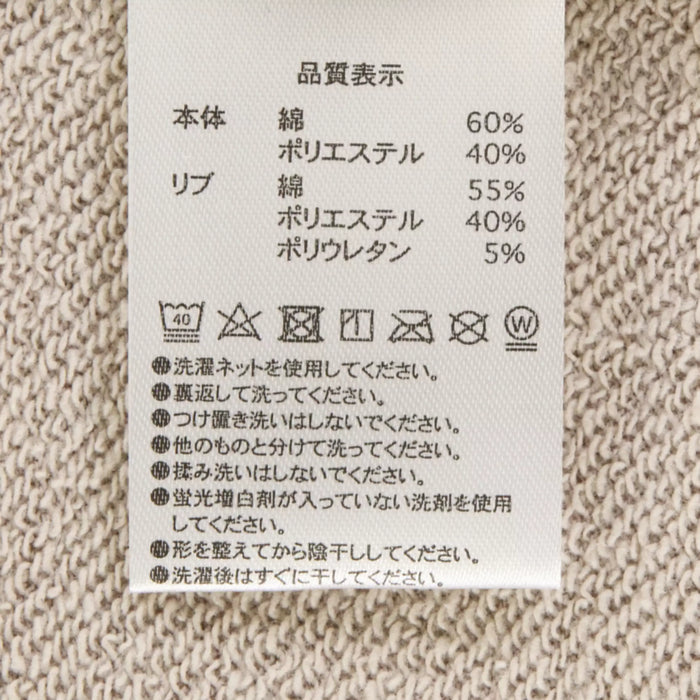 品質表示
本体 綿 60%
ポリエステル 40%
リブ 綿 55%
ポリエステル 40%
ポリウレタン 5%
40 W
●洗濯ネットを使用してください。
●裏返して洗ってください。
●つけ置き洗いはしないでください。
●他のものと分けて洗ってください。
●揉み洗いはしないでください。
●蛍光増白剤が入っていない洗剤を使用
してください。
●形を整えてから陰干ししてください。
●洗濯後はすぐに干してください。